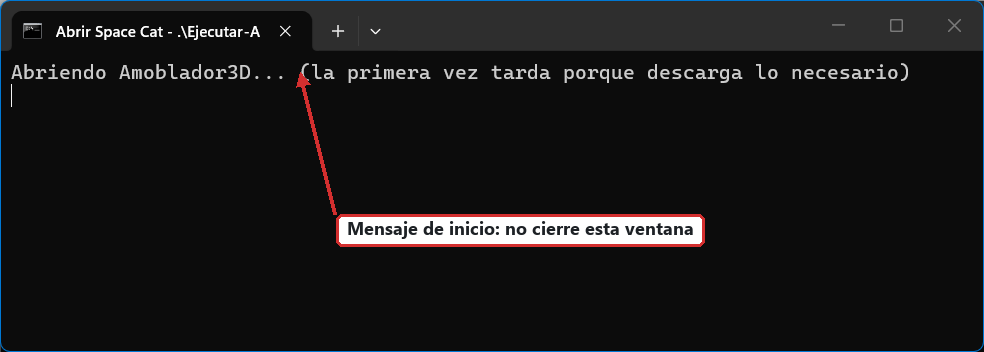 Abrir Space Cat - .\Ejecutar-A
Abriendo Amoblador3D... (la primera vez tarda porque descarga lo necesario)
Mensaje de inicio: no cierre esta ventana